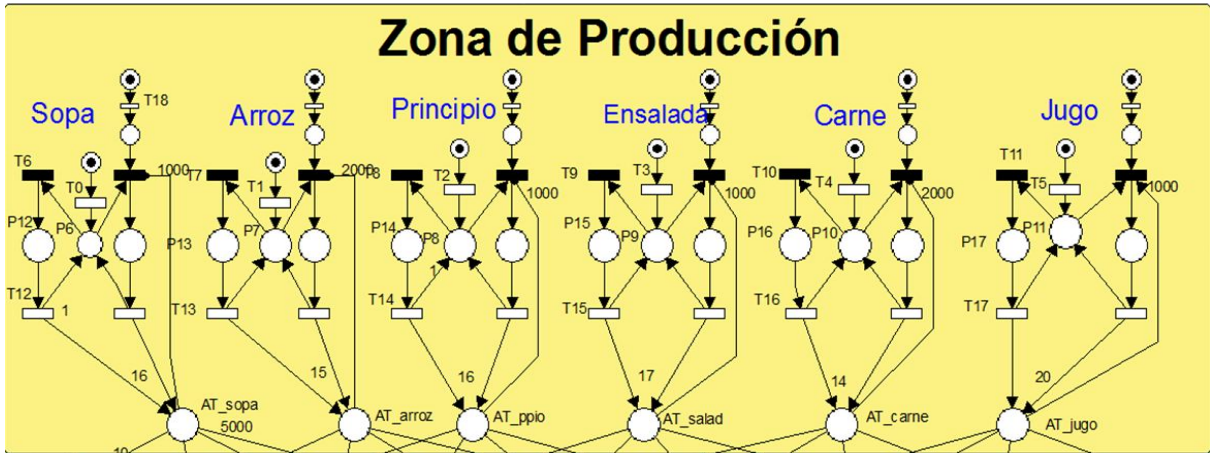 Zona de Producción
Sopa
Arroz
Principio
Ensalada
Carne
Jugo
T18
T6
T0
1000
T7
T1
2000
T8
T2
1000
T9
T3
1000
T10
T4
2000
T11
T5
1000
P12
P6
P13
P7
P14
P8
1
P15
P9
P16
P10
P17
P11
T12
1
T13
T14
T15
T16
T17
16
15
16
17
14
20
AT_sopa
5000
AT_arroz
AT_ppio
AT_salad
AT_carne
AT_jugo